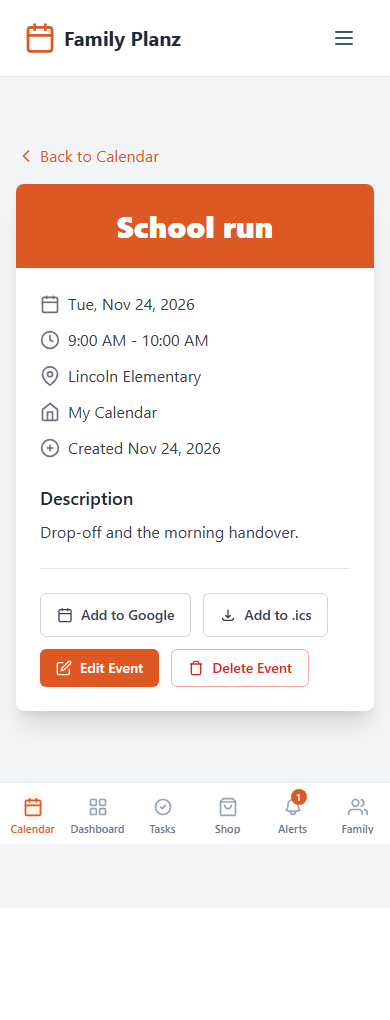 Family Planz
Back to Calendar
School run
Tue, Nov 24, 2026
9:00 AM - 10:00 AM
Lincoln Elementary
My Calendar
Created Nov 24, 2026
Description
Drop-off and the morning handover.
Add to Google
Add to .ics
Edit Event
Delete Event
1
Calendar
Dashboard
Tasks
Shop
Alerts
Family